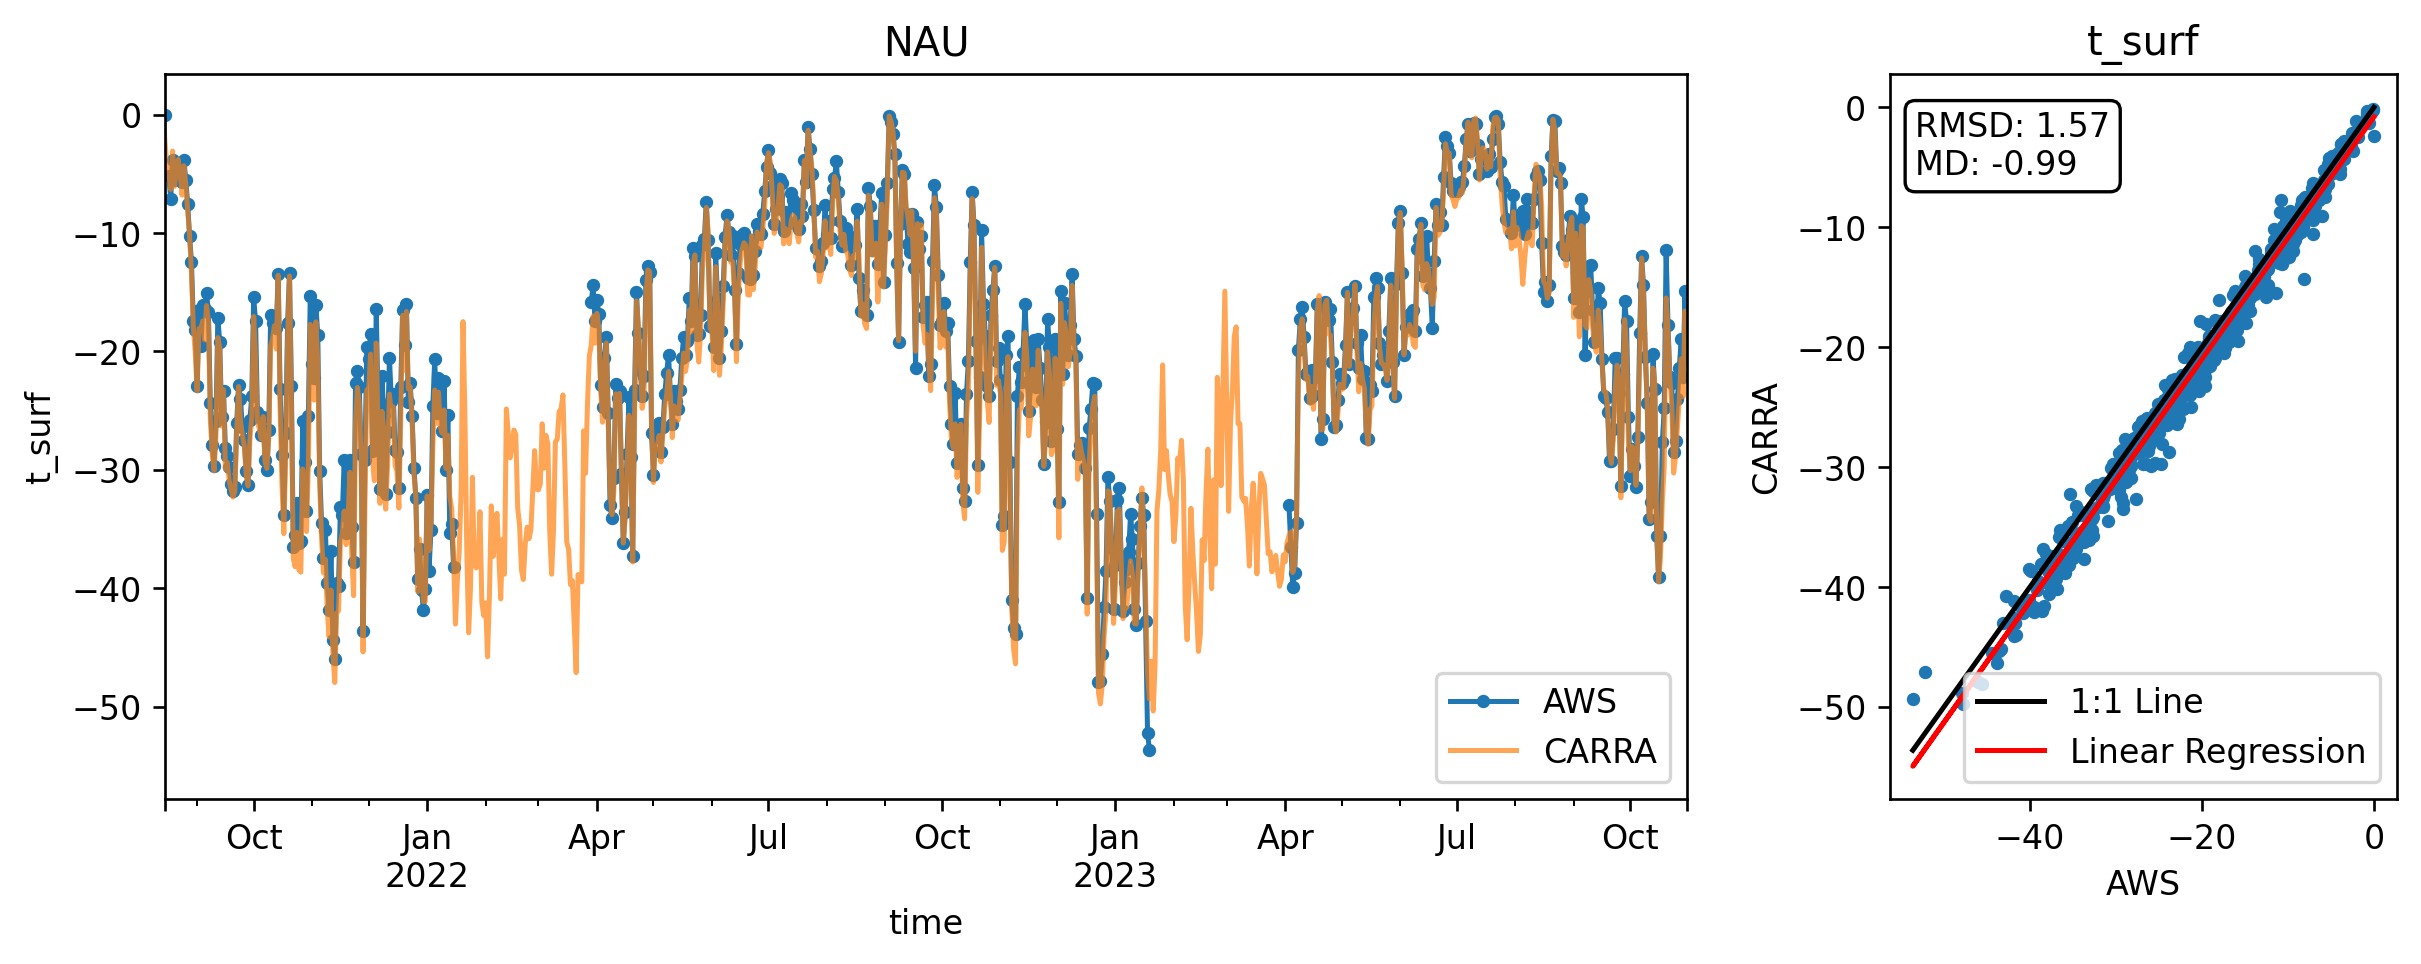 NAU
t_surf
0
−10
−20
−30
−40
−50
t_surf
AWS
CARRA
Oct
Jan
2022
Apr
Jul
Oct
Jan
2023
Apr
Jul
Oct
time
t_surf
RMSD: 1.57
MD: -0.99
0
−10
−20
−30
−40
−50
CARRA
1:1 Line
Linear Regression
−40
−20
0
AWS